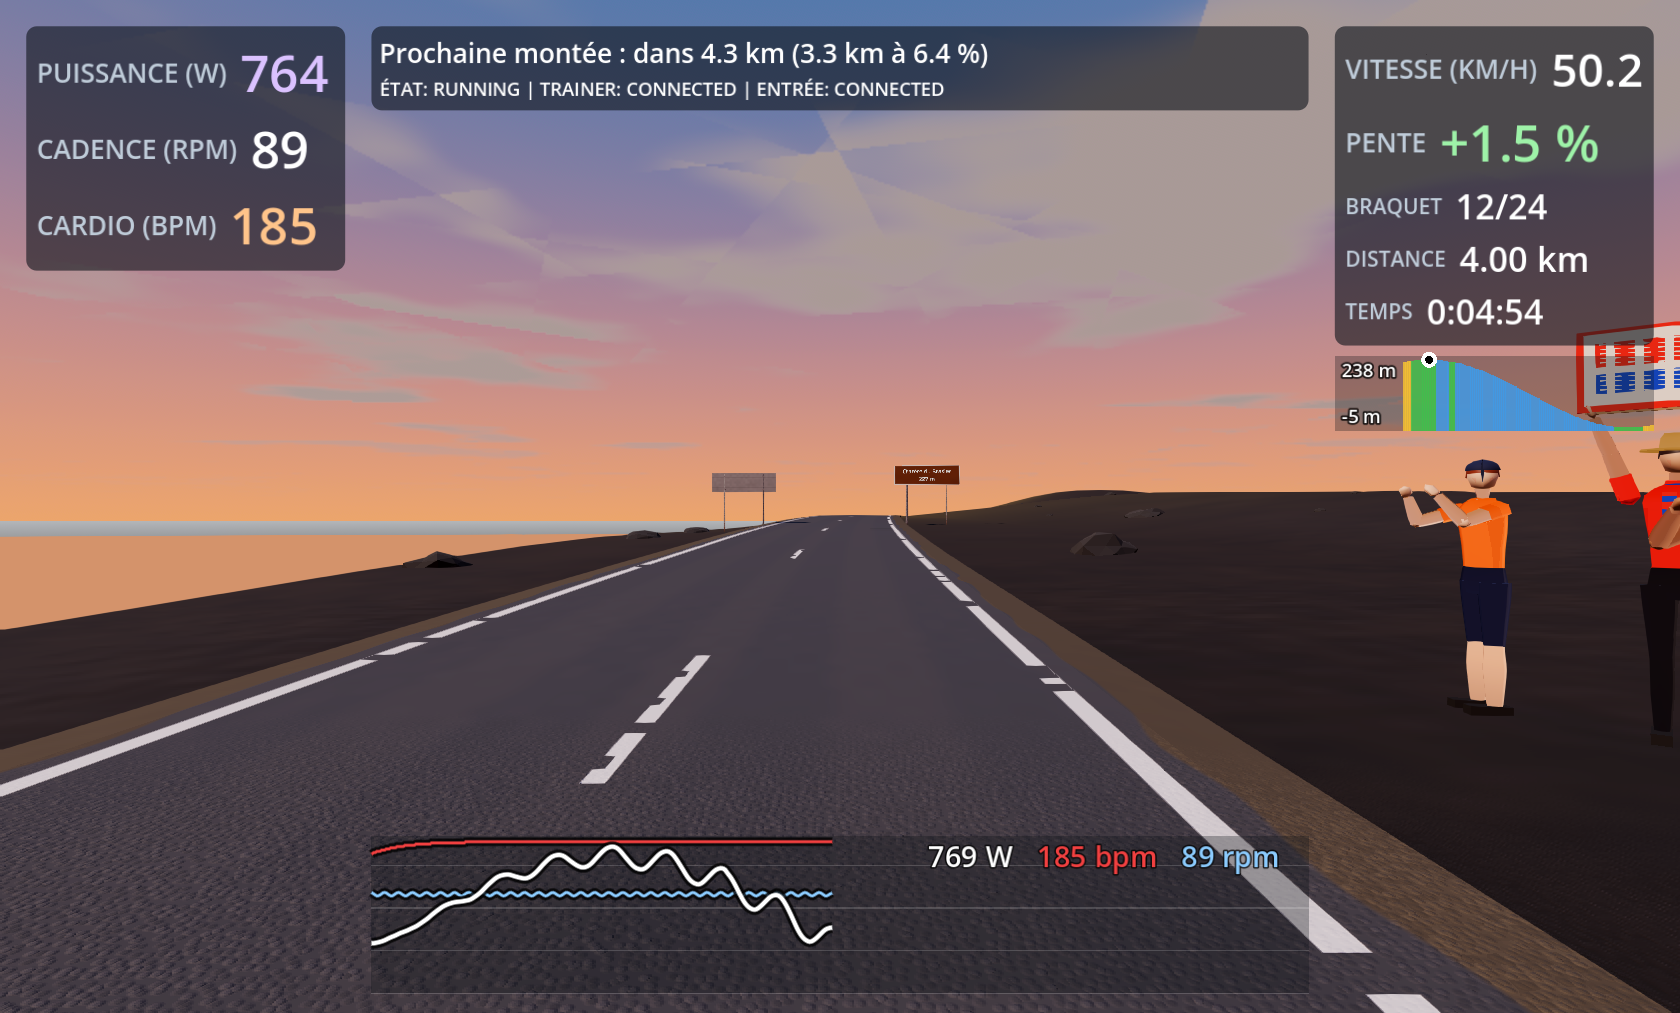 PUISSANCE (W) 764
CADENCE (RPM) 89
CARDIO (BPM) 185
Prochaine montée : dans 4.3 km (3.3 km à 6.4 %)
ÉTAT: RUNNING | TRAINER: CONNECTED | ENTRÉE: CONNECTED
VITESSE (KM/H) 50.2
PENTE +1.5 %
BRAQUET 12/24
DISTANCE 4.00 km
TEMPS 0:04:54
238 m
-5 m
769 W 185 bpm 89 rpm